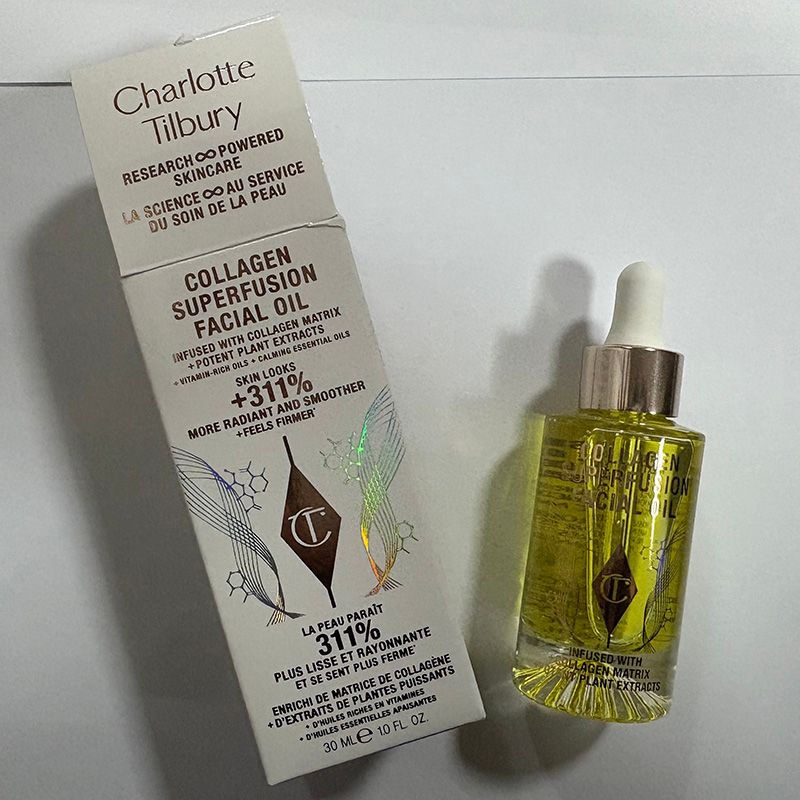 Charlotte
Tilbury
RESEARCH∞POWERED
SKINCARE
LA SCIENCE∞AU SERVICE
DU SOIN DE LA PEAU
COLLAGEN
SUPERFUSION
FACIAL OIL
INFUSED WITH COLLAGEN MATRIX
+ POTENT PLANT EXTRACTS
+ VITAMIN-RICH OILS + CALMING ESSENTIAL OILS
SKIN LOOKS
+311%
MORE RADIANT AND SMOOTHER
+FEELS FIRMER*
CT
LA PEAU PARAÎT
311%
PLUS LISSE ET RAYONNANTE
ET SE SENT PLUS FERME*
ENRICHI DE MATRICE DE COLLAGÈNE
+ D'EXTRAITS DE PLANTES PUISSANTS
+ D'HUILES RICHES EN VITAMINES
+ D'HUILES ESSENTIELLES APAISANTES
30 ML℮ 1.0 FL. OZ.
COLLAGEN
SUPERFUSION
FACIAL OIL
CT
INFUSED WITH
COLLAGEN MATRIX
PLANT EXTRACTS